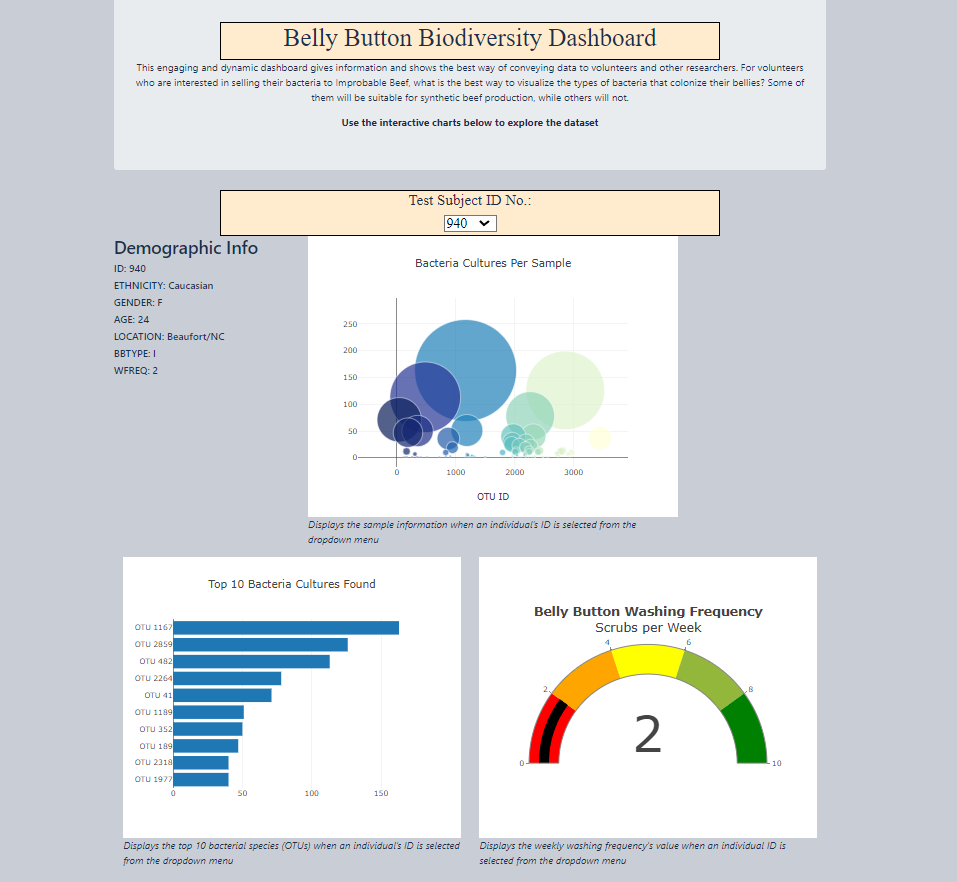 Belly Button Biodiversity Dashboard
This engaging and dynamic dashboard gives information and shows the best way of conveying data to volunteers and other researchers. For volunteers
who are interested in selling their bacteria to Improbable Beef, what is the best way to visualize the types of bacteria that colonize their bellies? Some of
them will be suitable for synthetic beef production, while others will not.
Use the interactive charts below to explore the dataset
Test Subject ID No.:
940
Demographic Info
ID: 940
ETHNICITY: Caucasian
GENDER: F
AGE: 24
LOCATION: Beaufort/NC
BBTYPE: I
WFREQ: 2
Bacteria Cultures Per Sample
250
200
150
100
50
0
0 1000 2000 3000
OTU ID
Displays the sample information when an individual's ID is selected from the
dropdown menu
Top 10 Bacteria Cultures Found
OTU 1167
OTU 2859
OTU 482
OTU 2264
OTU 41
OTU 1189
OTU 352
OTU 189
OTU 2318
OTU 1977
0 50 100 150
Displays the top 10 bacterial species (OTUs) when an individual's ID is selected
from the dropdown menu
Belly Button Washing Frequency
Scrubs per Week
4 6
2 8
2
0 10
Displays the weekly washing frequency's value when an individual ID is
selected from the dropdown menu